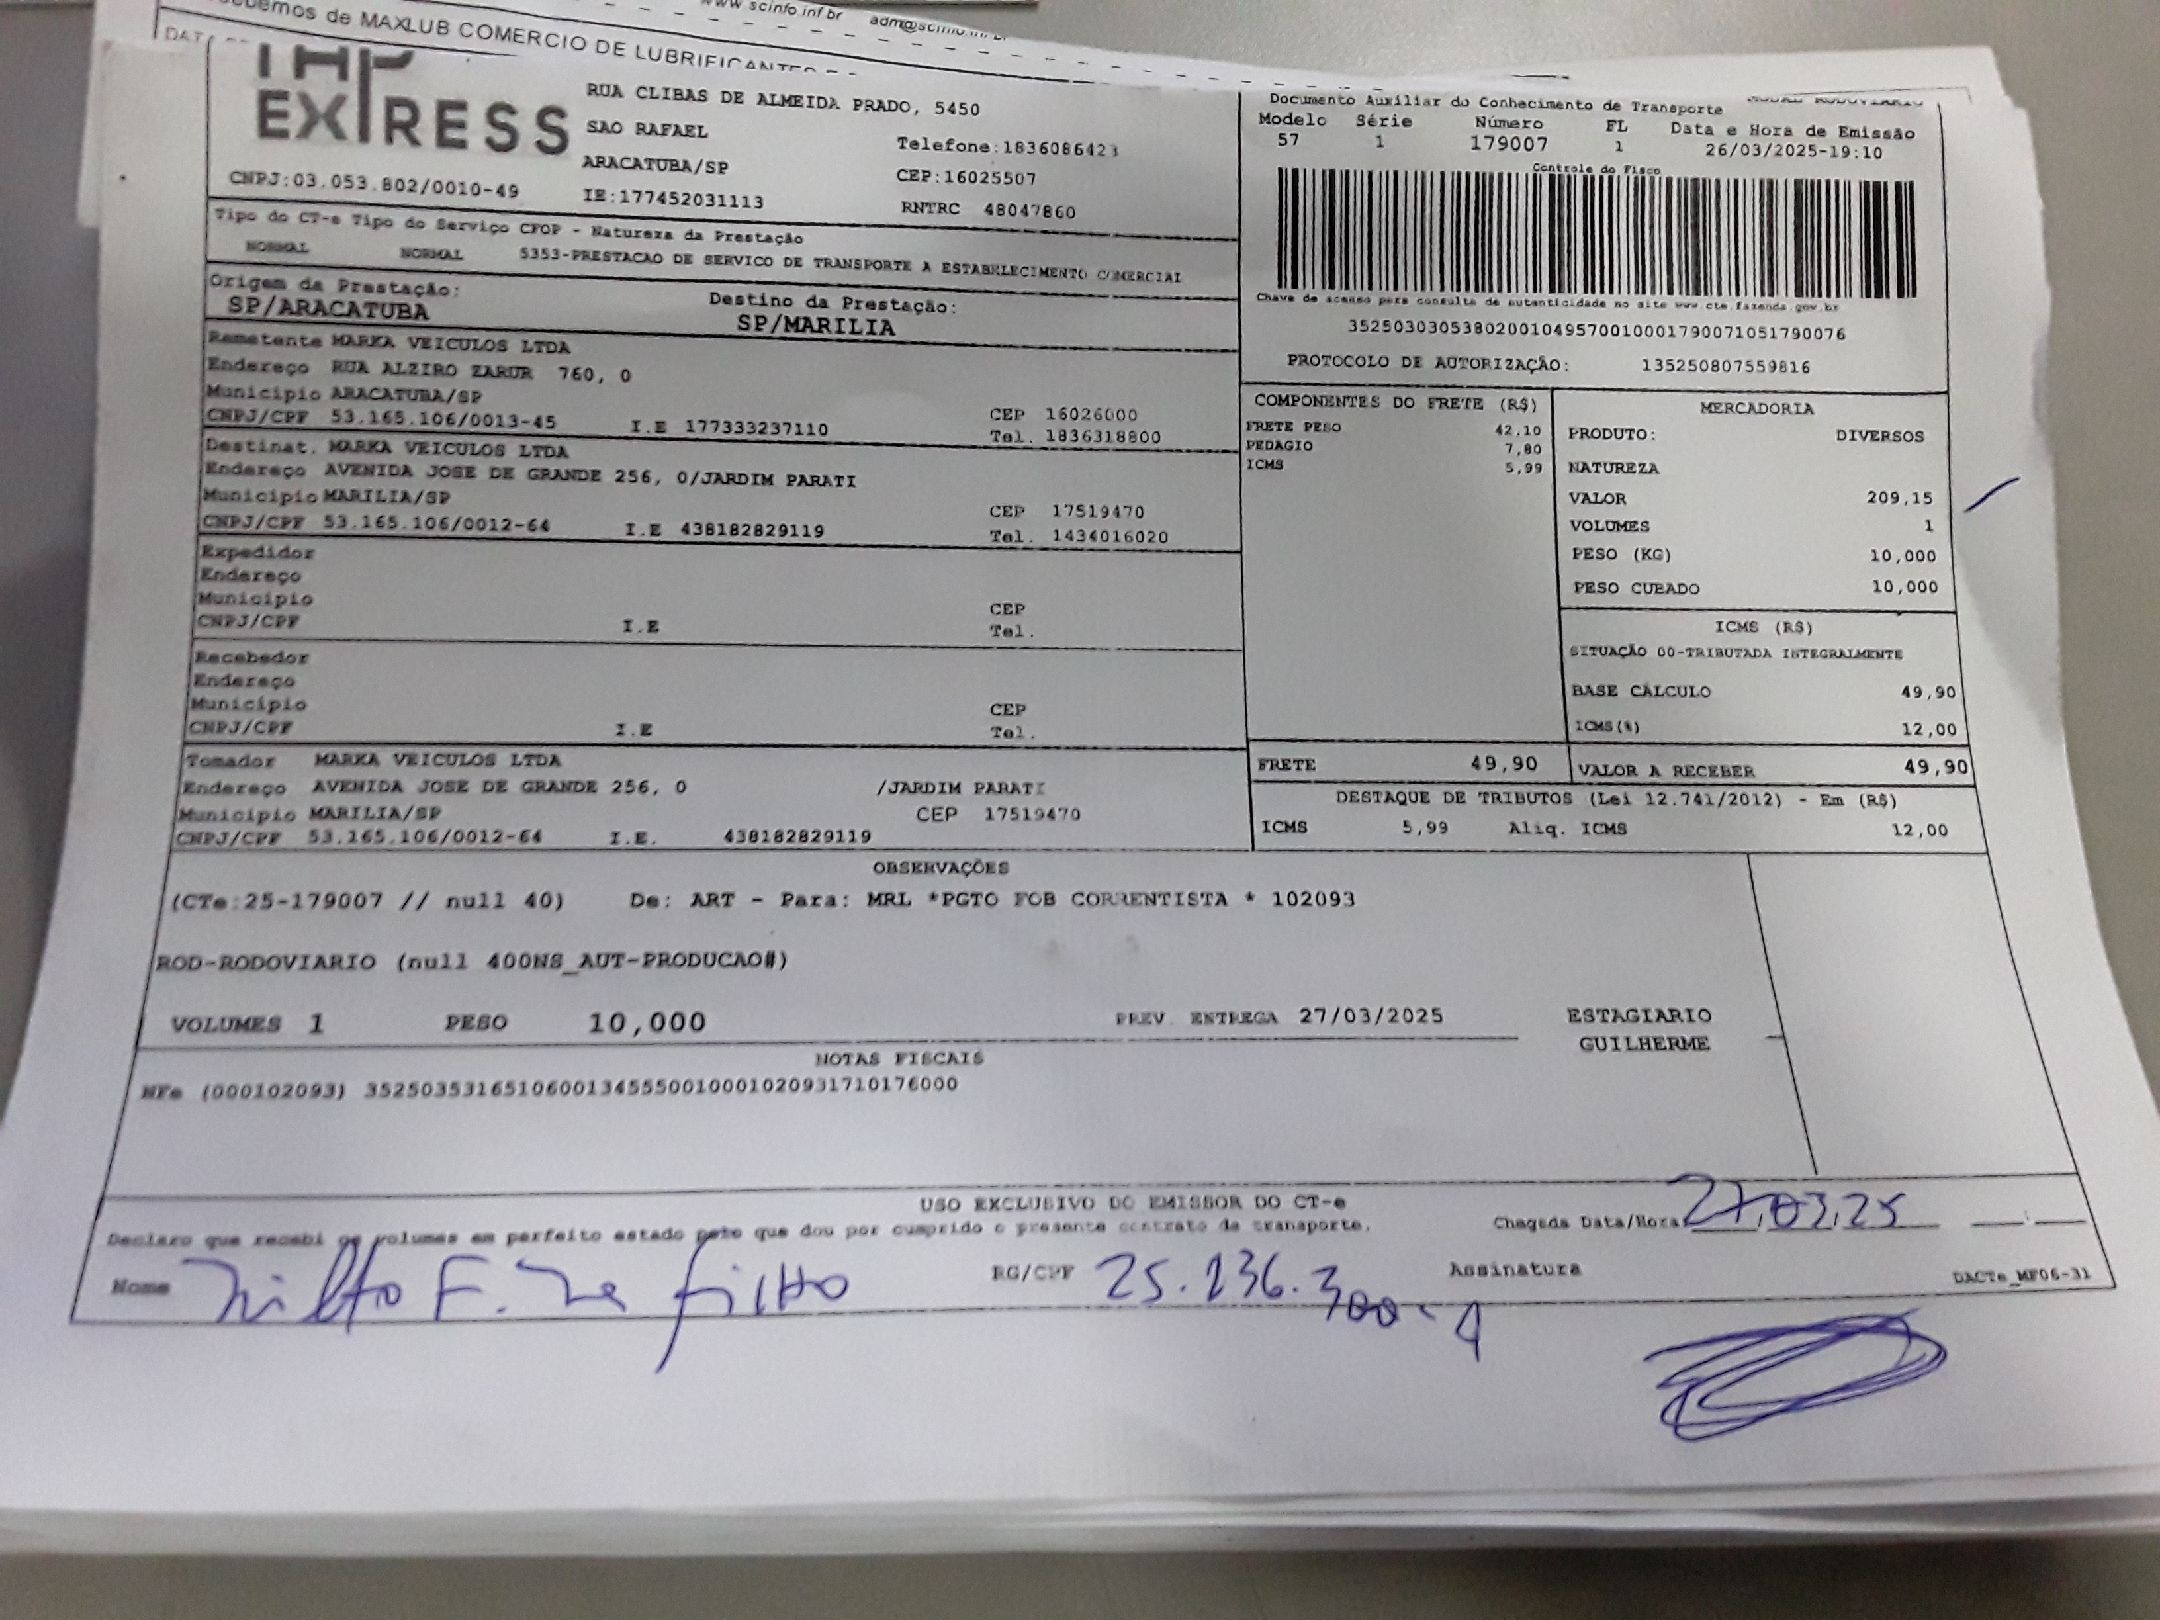 www.scinfo.inf.br
de MAXLUB COMERCIO DE LUBRIFICANTES
EXPRESS
CNPJ:03.053.802/0010-49
RUA CLIBAS DE ALMEIDA PRADO, 5450
SAO RAFAEL
ARACATUBA/SP
IE:177452031113
Telefone:1836086423
CEP:16025507
RNTRC 48047860
Documento Auxiliar do Conhecimento de Transporte
Modelo Série Número FL Data e Hora de Emissão
57 1 179007 1 26/03/2025-19:10
Controle do Fisco
Chave de acesso para consulta de autenticidade no site www.cte.fazenda.gov.br
35250303053802001049570010001790071051790076
PROTOCOLO DE AUTORIZAÇÃO: 135250807559816
Tipo do CT-e Tipo do Serviço CFOP - Natureza da Prestação
NORMAL NORMAL 5353-PRESTACAO DE SERVICO DE TRANSPORTE A ESTABELECIMENTO COMERCIAL
Origem da Prestação: Destino da Prestação:
SP/ARACATUBA SP/MARILIA
Remetente MARKA VEICULOS LTDA
Endereço RUA ALZIRO ZARUR 760, 0
Município ARACATUBA/SP CEP 16026000
CNPJ/CPF 53.165.106/0013-45 I.E 177333237110 Tel. 1836318800
Destinat. MARKA VEICULOS LTDA
Endereço AVENIDA JOSE DE GRANDE 256, 0/JARDIM PARATI
Município MARILIA/SP CEP 17519470
CNPJ/CPF 53.165.106/0012-64 I.E 438182829119 Tel. 1434016020
Expedidor
Endereço
Município CEP
CNPJ/CPF I.E Tel.
Recebedor
Endereço
Município CEP
CNPJ/CPF I.E Tel.
Tomador MARKA VEICULOS LTDA
Endereço AVENIDA JOSE DE GRANDE 256, 0 /JARDIM PARATI
Município MARILIA/SP CEP 17519470
CNPJ/CPF 53.165.106/0012-64 I.E. 438182829119
COMPONENTES DO FRETE (R$)
FRETE PESO 42,10
PEDAGIO 7,80
ICMS 5,99
FRETE 49,90
MERCADORIA
PRODUTO: DIVERSOS
NATUREZA
VALOR 209,15
VOLUMES 1
PESO (KG) 10,000
PESO CUBADO 10,000
ICMS (R$)
SITUAÇÃO 00-TRIBUTADA INTEGRALMENTE
BASE CÁLCULO 49,90
ICMS(%) 12,00
VALOR A RECEBER 49,90
DESTAQUE DE TRIBUTOS (Lei 12.741/2012) - Em (R$)
ICMS 5,99 Aliq. ICMS 12,00
OBSERVAÇÕES
(CTe:25-179007 // null 40) De: ART - Para: MRL *PGTO FOB CORRENTISTA * 102093
ROD-RODOVIARIO (null 400NS_AUT-PRODUCAO#)
VOLUMES 1 PESO 10,000 PREV. ENTREGA 27/03/2025 ESTAGIARIO
GUILHERME
NOTAS FISCAIS
NFe (000102093) 35250353165106001345550010001020931710176000
USO EXCLUSIVO DO EMISSOR DO CT-e
Declaro que recebi os volumes em perfeito estado pelo que dou por cumprido o presente contrato de transporte. Chegada Data/Hora 27,03,25
Nome Nilto F. filho RG/CPF 25.236.300-4 Assinatura DACTe_MF06-31